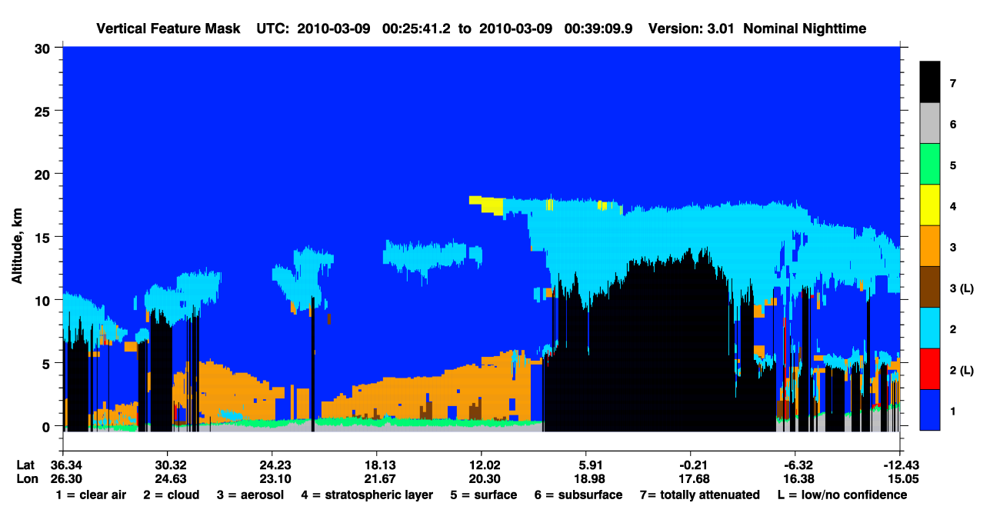 Vertical Feature Mask UTC: 2010-03-09 00:25:41.2 to 2010-03-09 00:39:09.9 Version: 3.01 Nominal Nighttime
30
25
20
15
10
5
0
Altitude, km
7
6
5
4
3
3 (L)
2
2 (L)
1
Lat 36.34 30.32 24.23 18.13 12.02 5.91 -0.21 -6.32 -12.43
Lon 26.30 24.63 23.10 21.67 20.30 18.98 17.68 16.38 15.05
1 = clear air 2 = cloud 3 = aerosol 4 = stratospheric layer 5 = surface 6 = subsurface 7= totally attenuated L = low/no confidence